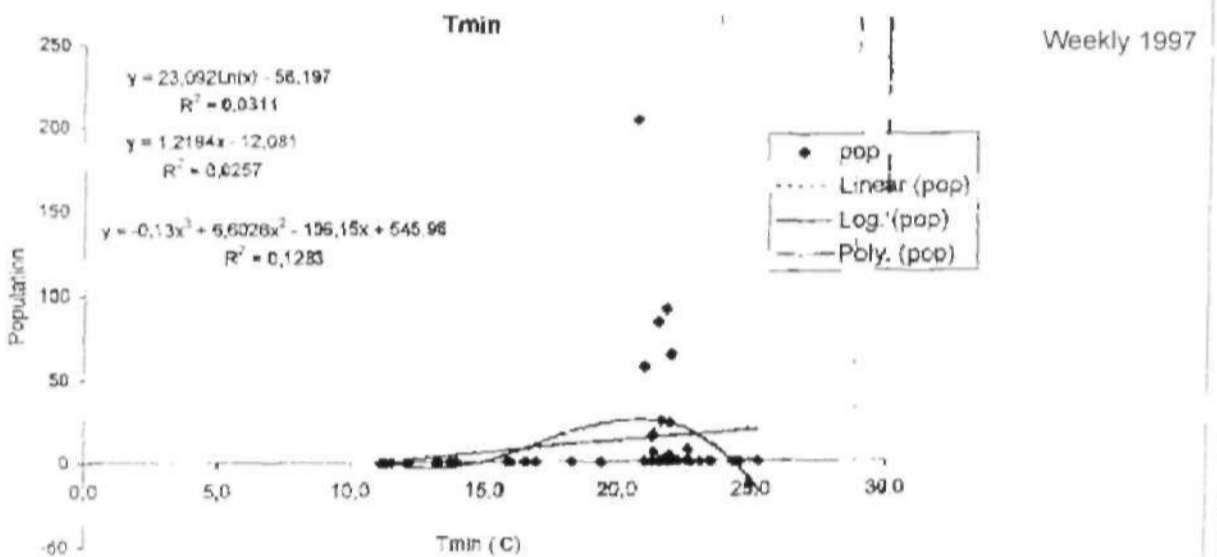 Tmin
Weekly 1997
250
200
150
100
50
0
-50
Population
y = 23,092Ln(x) - 56,197
R² = 0,0311
y = 1,2184x - 12,081
R² = 0,0257
y = -0,13x³ + 6,6026x² - 106,15x + 545,96
R² = 0,1283
pop
Linear (pop)
Log. (pop)
Poly. (pop)
0,0 5,0 10,0 15,0 20,0 25,0 30,0
Tmin (C)